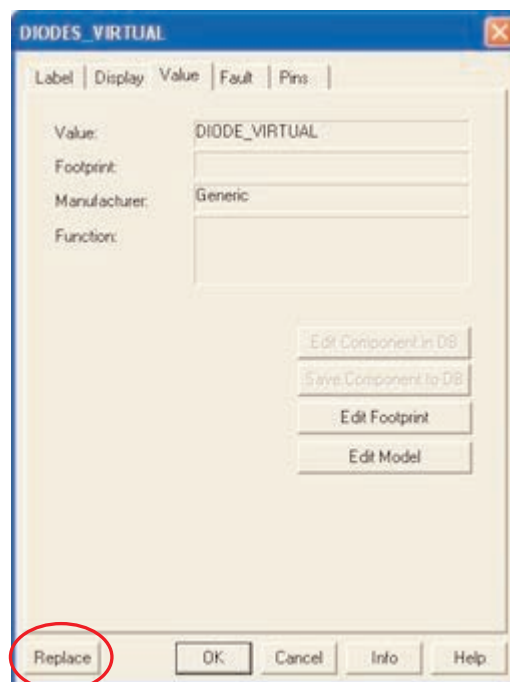 DIODES_VIRTUAL
Label Display Value Fault Pins
Value: DIODE_VIRTUAL
Footprint:
Manufacturer: Generic
Function:
Edit Component in DB
Save Component to DB
Edit Footprint
Edit Model
Replace OK Cancel Info Help